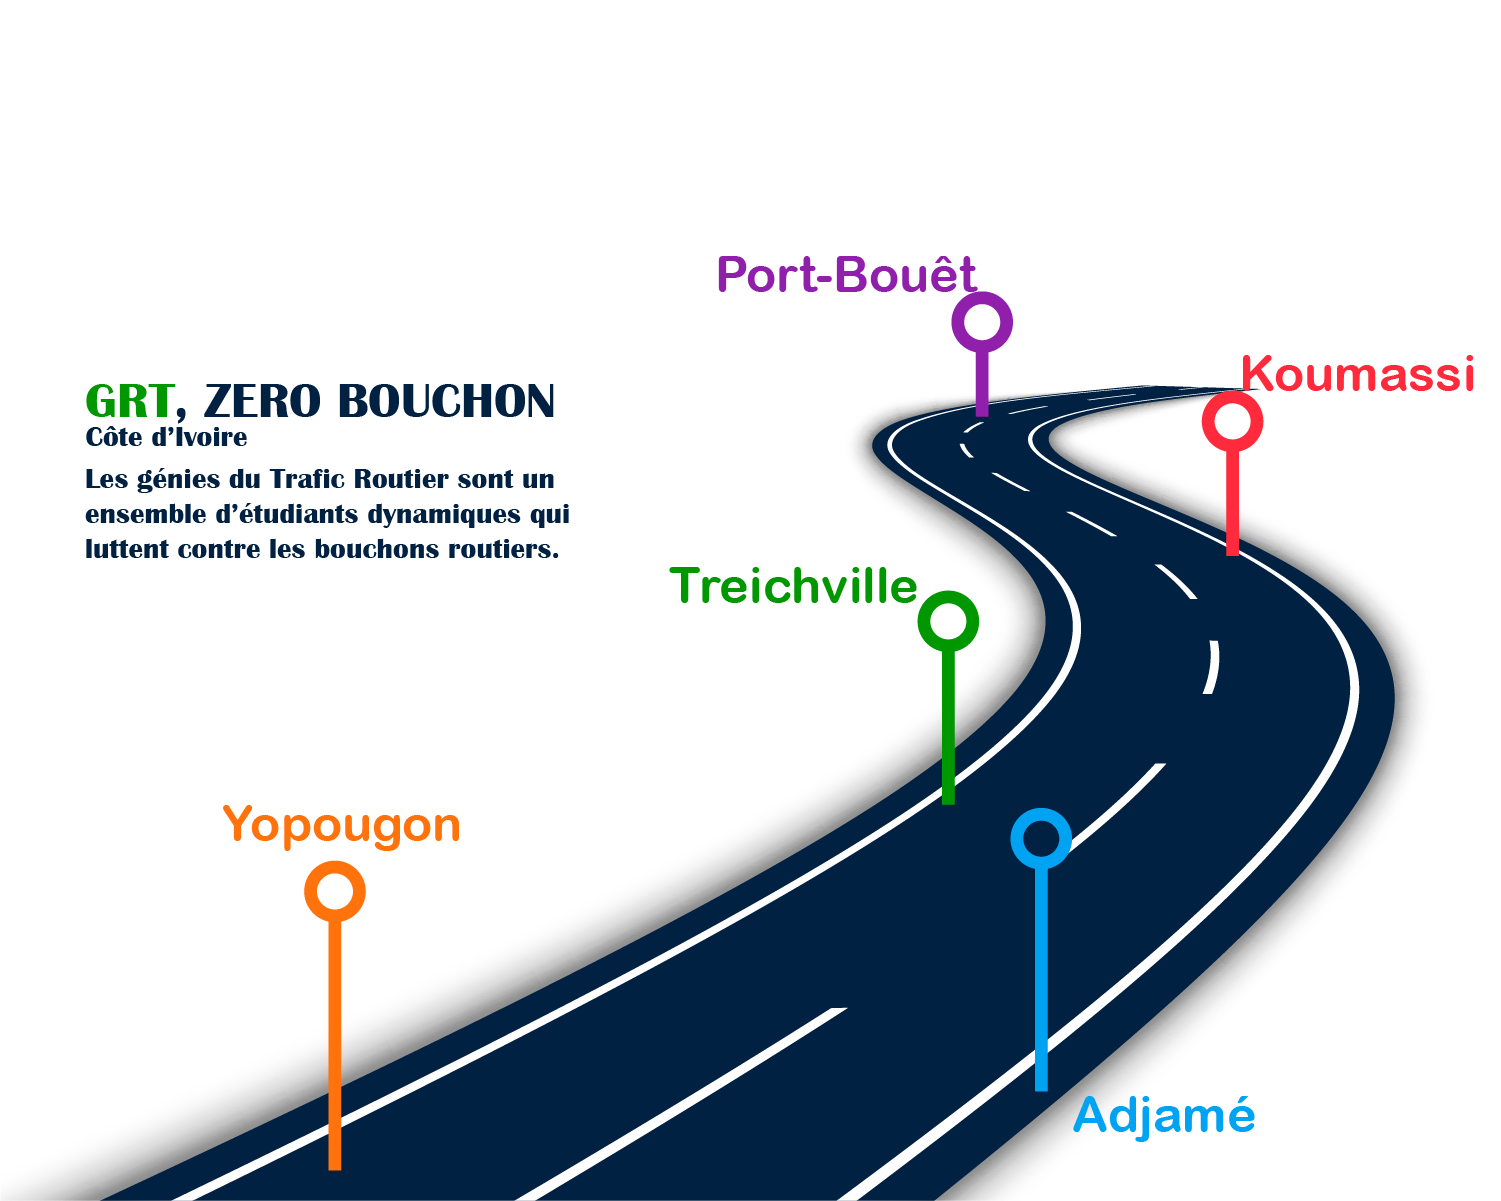 Port-Bouêt
Koumassi
GRT, ZERO BOUCHON
Côte d’Ivoire
Les génies du Trafic Routier sont un
ensemble d’étudiants dynamiques qui
luttent contre les bouchons routiers.
Treichville
Yopougon
Adjamé